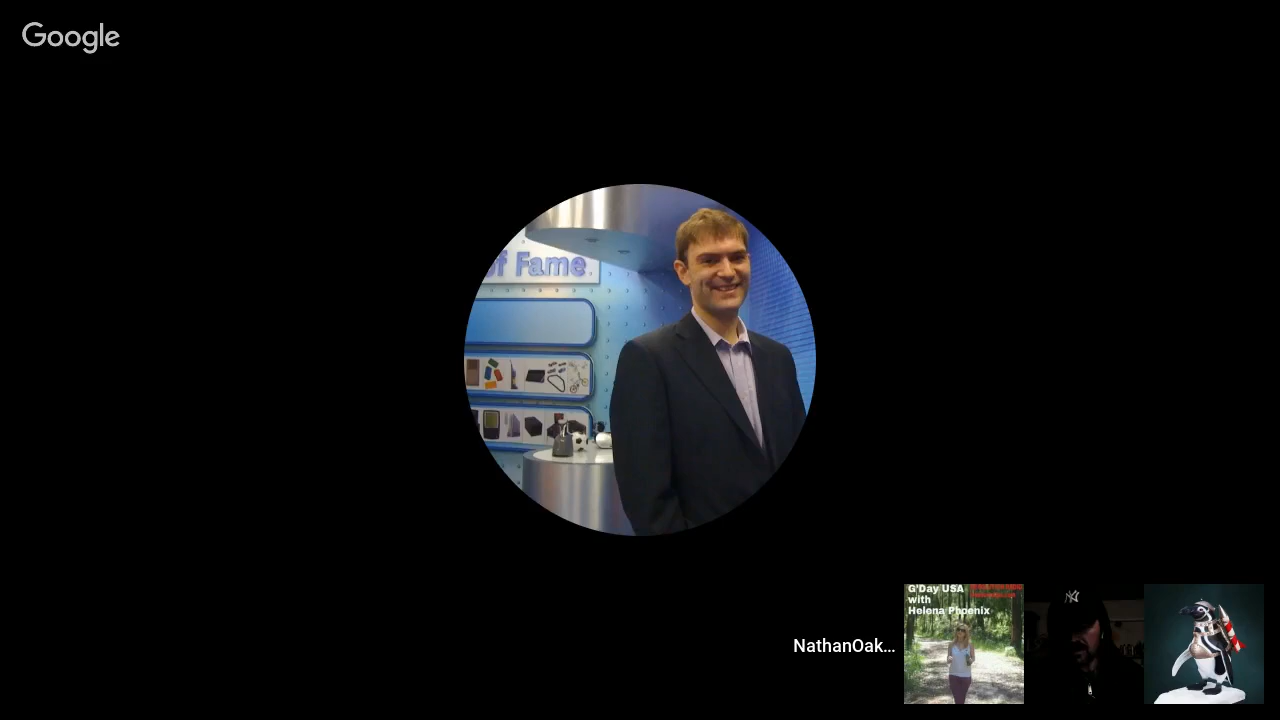 Google
of Fame.
G'Day USA
with
Helena Phoenix
NathanOak...